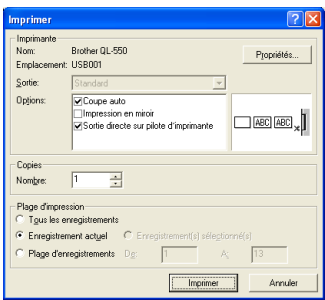 Imprimer
Imprimante
Nom: Brother QL-550
Propriétés...
Emplacement: USB001
Sortie: Standard
Options:
Coupe auto
Impression en miroir
Sortie directe sur pilote d'imprimante
ABC ABC
Copies
Nombre: 1
Plage d'impression
Tous les enregistrements
Enregistrement actuel Enregistrement(s) sélectionné(s)
Plage d'enregistrements De: 1 A: 13
Imprimer Annuler